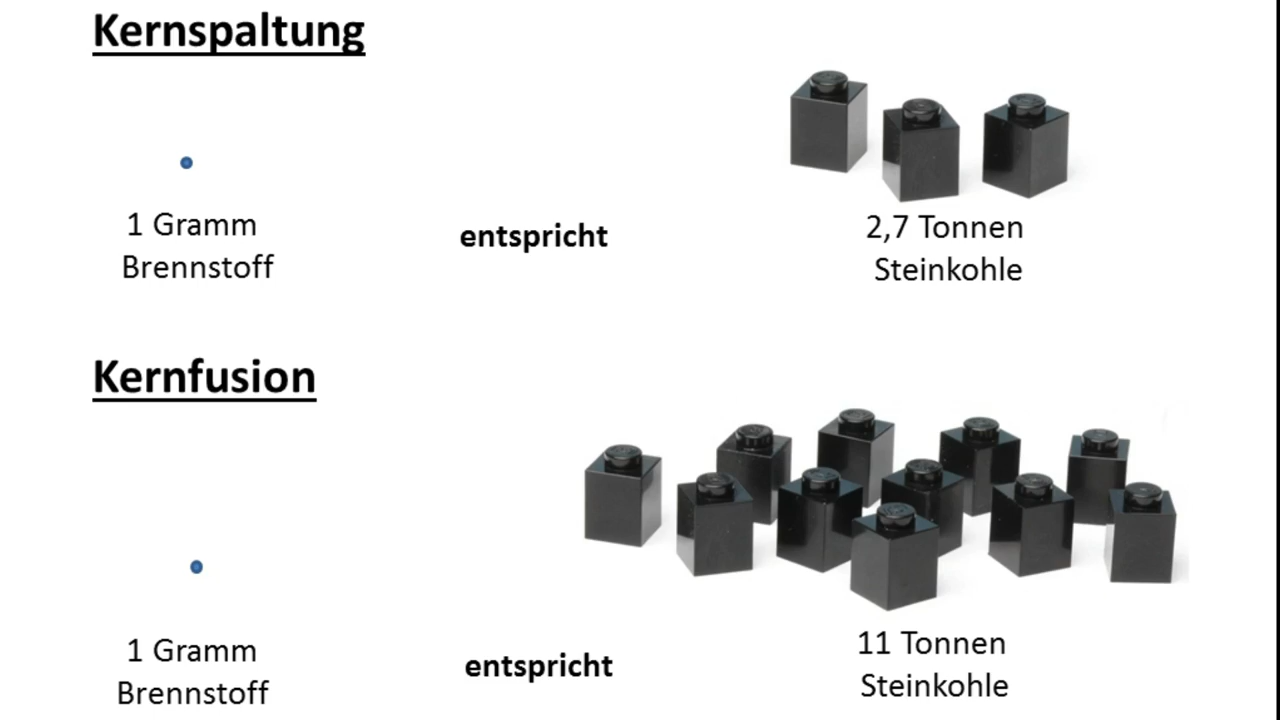 Kernspaltung
1 Gramm
Brennstoff
entspricht
2,7 Tonnen
Steinkohle
Kernfusion
1 Gramm
Brennstoff
entspricht
11 Tonnen
Steinkohle